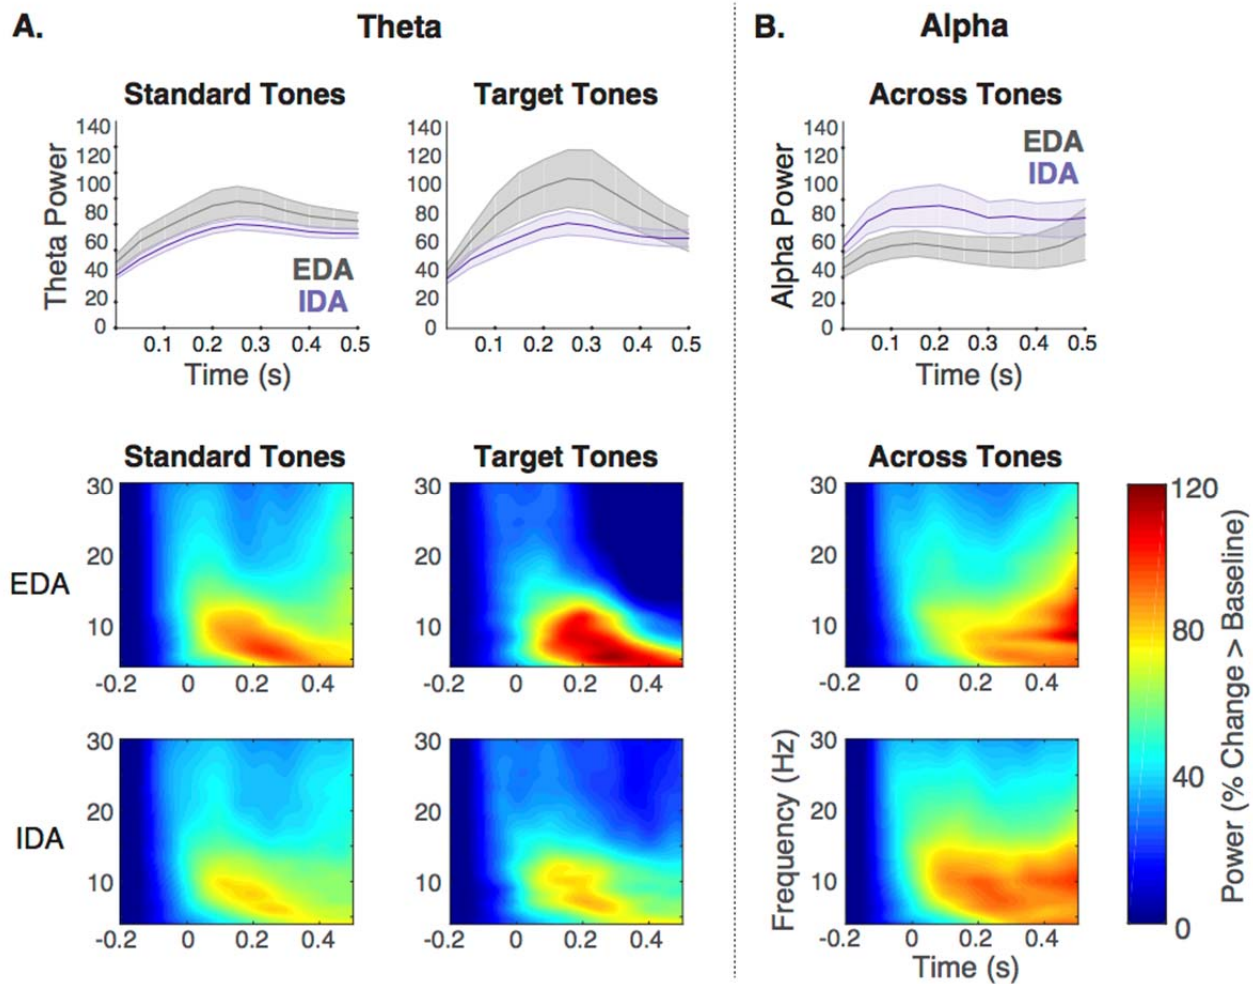 A.
Theta
B.
Alpha
Standard Tones
Target Tones
Across Tones
Theta Power
140
120
100
80
60
40
20
0
EDA
IDA
0.1 0.2 0.3 0.4 0.5
Time (s)
140
120
100
80
60
40
20
0
0.1 0.2 0.3 0.4 0.5
Time (s)
Alpha Power
140
120
100
80
60
40
20
0
EDA
IDA
0.1 0.2 0.3 0.4 0.5
Time (s)
Standard Tones
Target Tones
Across Tones
EDA
30
20
10
-0.2 0 0.2 0.4
30
20
10
-0.2 0 0.2 0.4
30
20
10
-0.2 0 0.2 0.4
IDA
30
20
10
-0.2 0 0.2 0.4
30
20
10
-0.2 0 0.2 0.4
Frequency (Hz)
30
20
10
-0.2 0 0.2 0.4
Time (s)
120
80
40
0
Power (% Change > Baseline)